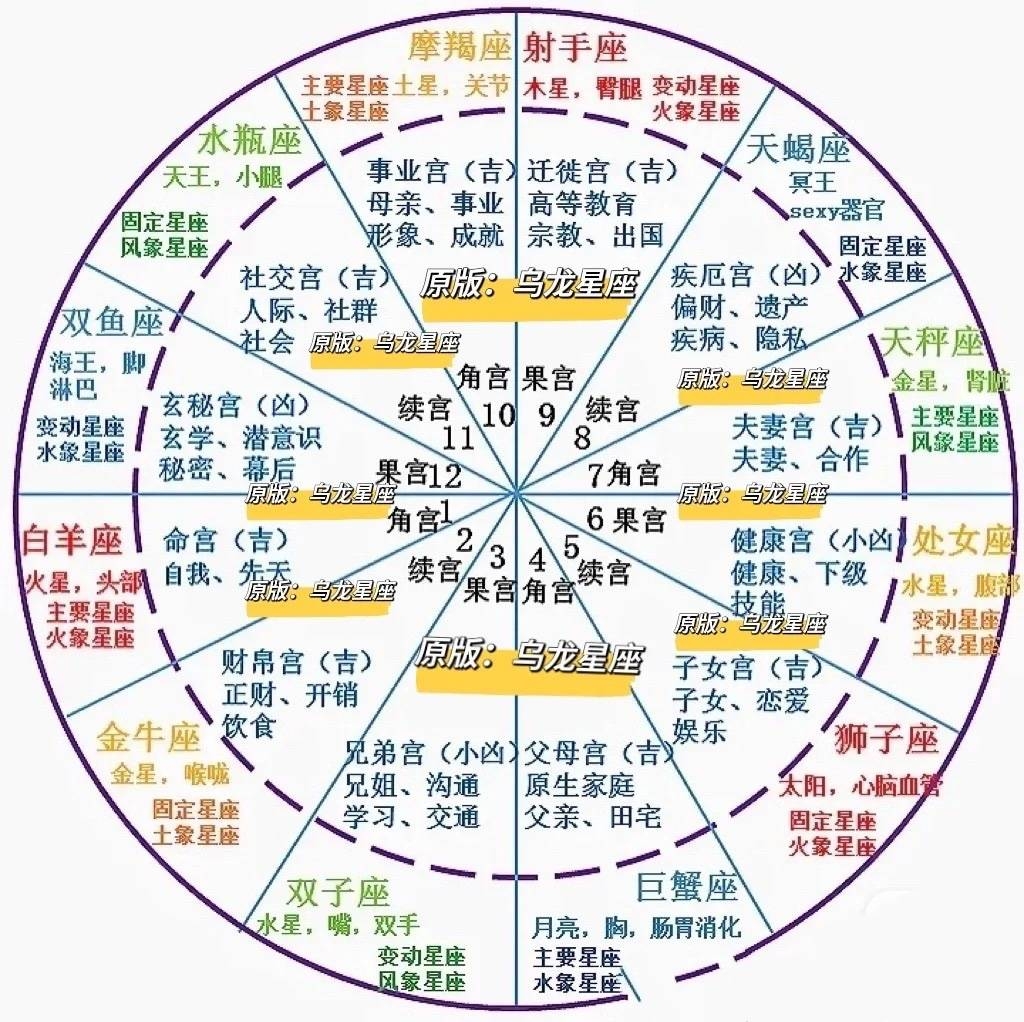 摩羯座
土星，关节
主要星座
土象星座
射手座
木星，臀腿
变动星座
火象星座
水瓶座
天王，小腿
固定星座
风象星座
天蝎座
冥王
sexy器官
固定星座
水象星座
事业宫（吉）
母亲、事业
形象、成就
迁徙宫（吉）
高等教育
宗教、出国
原版：乌龙星座
社交宫（吉）
人际、社群
社会
原版：乌龙星座
疾厄宫（凶）
偏财、遗产
疾病、隐私
原版：乌龙星座
双鱼座
海王，脚
淋巴
变动星座
水象星座
天秤座
金星，肾脏
主要星座
风象星座
玄秘宫（凶）
玄学、潜意识
秘密、幕后
原版：乌龙星座
夫妻宫（吉）
夫妻、合作
原版：乌龙星座
角宫
10
果宫
9
续宫
11
续宫
8
果宫12
7角宫
角宫1
6果宫
续宫
2
5
续宫
果宫
3
4
角宫
白羊座
火星，头部
主要星座
火象星座
命宫（吉）
自我、先天
原版：乌龙星座
健康宫（小凶）
健康、下级
技能
原版：乌龙星座
处女座
水星，腹部
变动星座
土象星座
原版：乌龙星座
财帛宫（吉）
正财、开销
饮食
子女宫（吉）
子女、恋爱
娱乐
金牛座
金星，喉咙
固定星座
土象星座
狮子座
太阳，心脑血管
固定星座
火象星座
兄弟宫（小凶）
兄姐、沟通
学习、交通
父母宫（吉）
原生家庭
父亲、田宅
双子座
水星，嘴，双手
变动星座
风象星座
巨蟹座
月亮，胸，肠胃消化
主要星座
水象星座